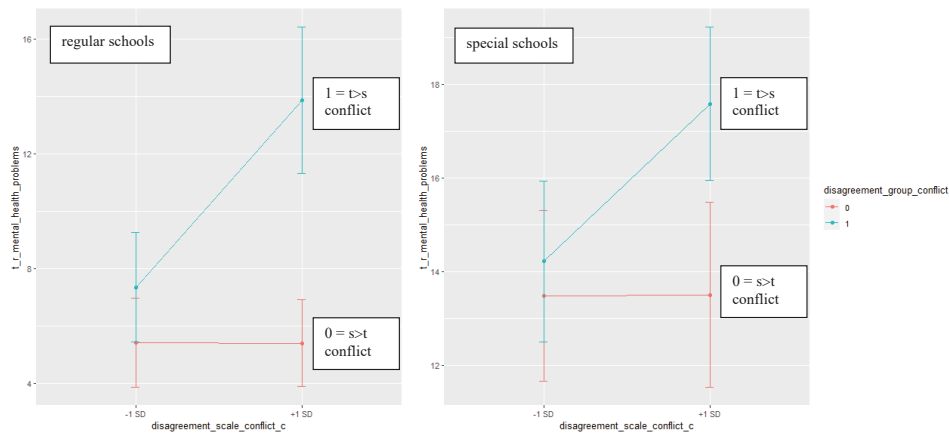 regular schools
1 = t>s
conflict
0 = s>t
conflict
t_r_mental_health_problems
16
12
8
4
-1 SD
+1 SD
disagreement_scale_conflict_c
special schools
1 = t>s
conflict
0 = s>t
conflict
t_r_mental_health_problems
18
16
14
12
-1 SD
+1 SD
disagreement_scale_conflict_c
disagreement_group_conflict
0
1